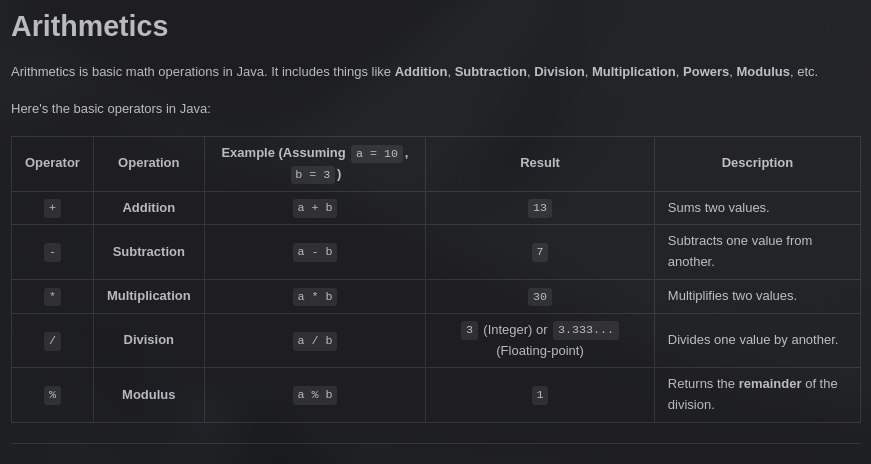 Arithmetics
Arithmetics is basic math operations in Java. It includes things like Addition, Subtraction, Division, Multiplication, Powers, Modulus, etc.
Here's the basic operators in Java:
Operator Operation Example (Assuming a = 10, b = 3) Result Description
+ Addition a + b 13 Sums two values.
- Subtraction a - b 7 Subtracts one value from another.
* Multiplication a * b 30 Multiplifies two values.
/ Division a / b 3 (Integer) or 3.333... (Floating-point) Divides one value by another.
% Modulus a % b 1 Returns the remainder of the division.